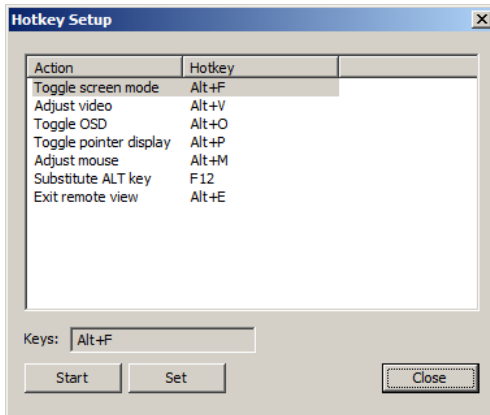 Hotkey Setup
Action Hotkey
Toggle screen mode Alt+F
Adjust video Alt+V
Toggle OSD Alt+O
Toggle pointer display Alt+P
Adjust mouse Alt+M
Substitute ALT key F12
Exit remote view Alt+E
Keys: Alt+F
Start Set Close